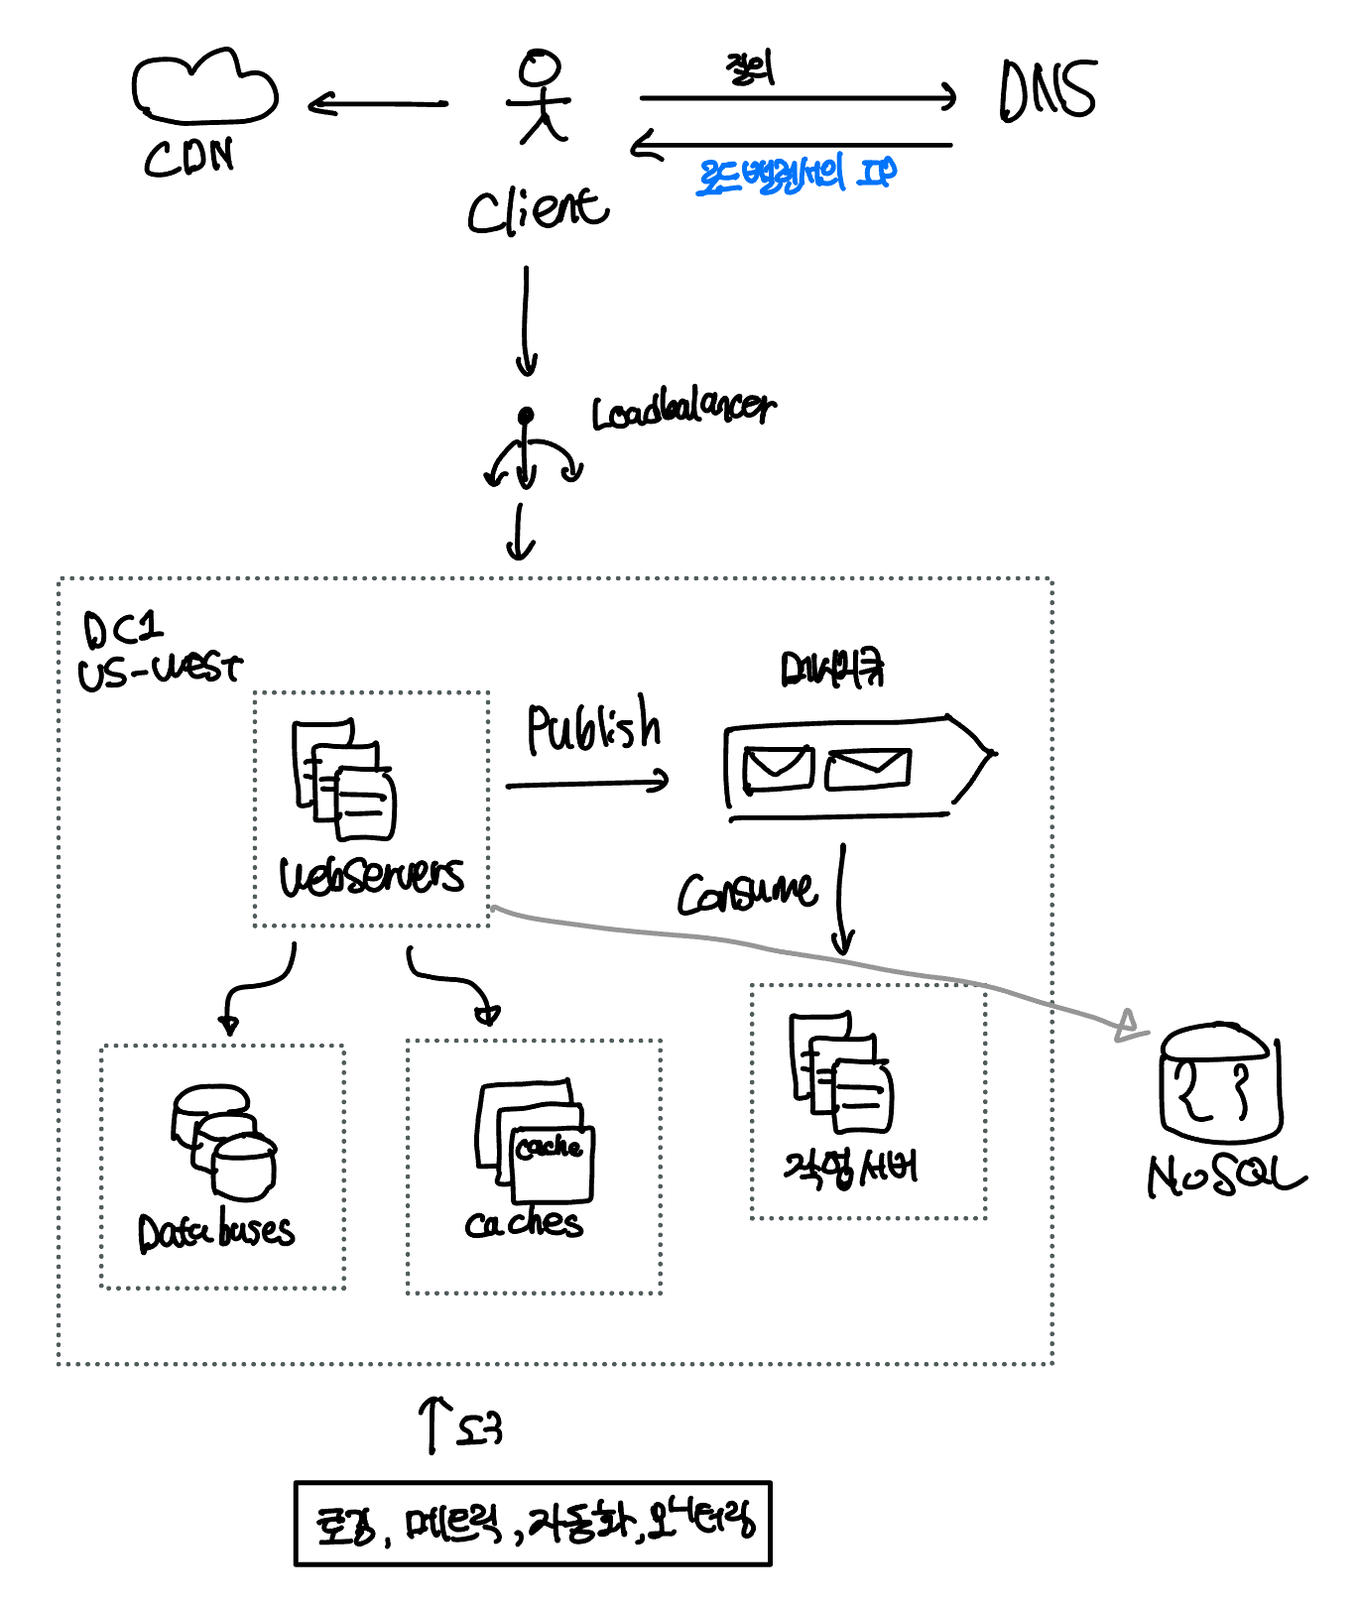 질의
DNS
CDN
로드밸런서의 IP
Client
Loadbalancer
DC1
US-West
메시지큐
Publish
Webservers
Consume
cache
작업서버
NoSQL
Databases
caches
도구
로깅, 메트릭, 자동화, 모니터링